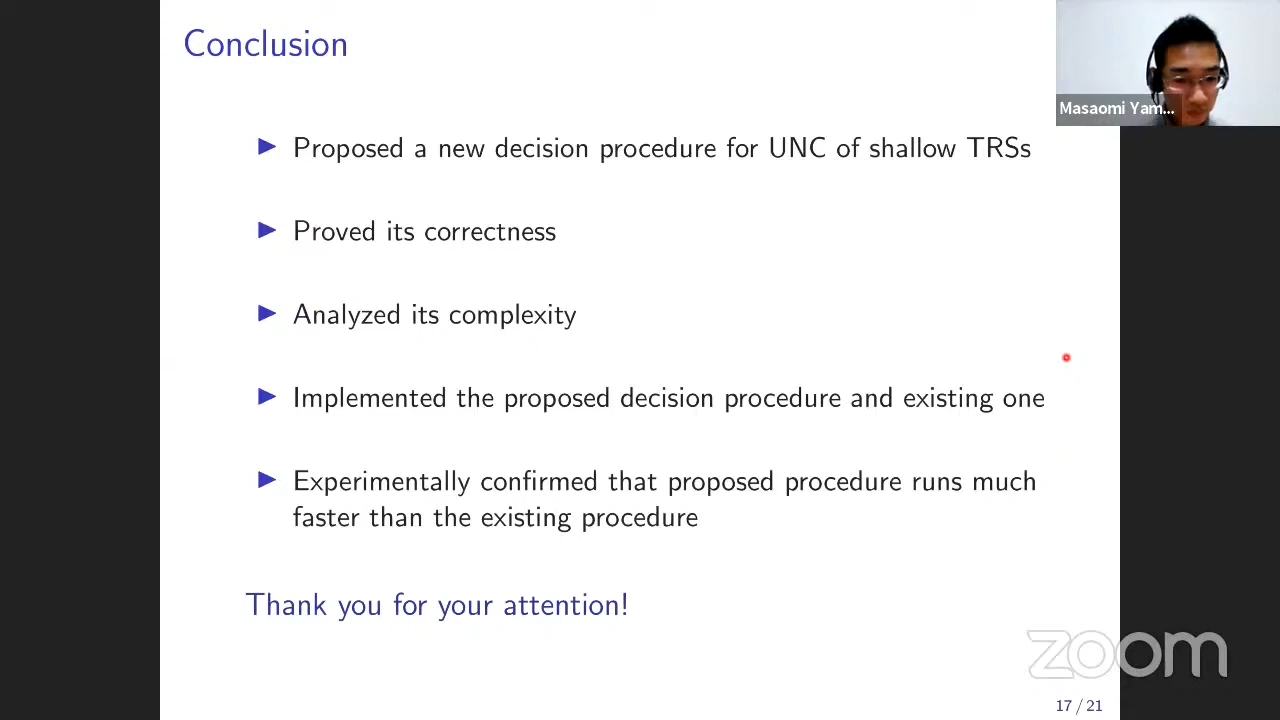 Conclusion
Masaomi Yam...
▶ Proposed a new decision procedure for UNC of shallow TRSs
▶ Proved its correctness
▶ Analyzed its complexity
▶ Implemented the proposed decision procedure and existing one
▶ Experimentally confirmed that proposed procedure runs much
faster than the existing procedure
Thank you for your attention!
zoom
17 / 21